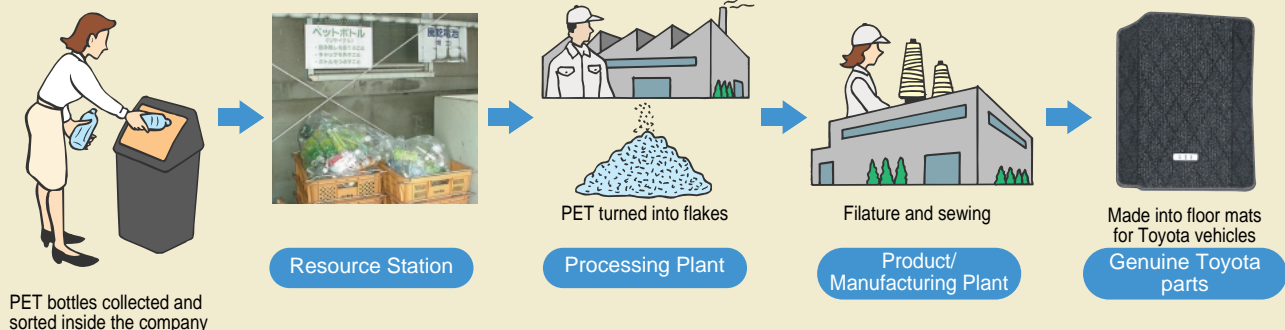 ペットボトル
PET bottles collected and
sorted inside the company
Resource Station
PET turned into flakes
Processing Plant
Filature and sewing
Product/
Manufacturing Plant
Made into floor mats
for Toyota vehicles
Genuine Toyota
parts